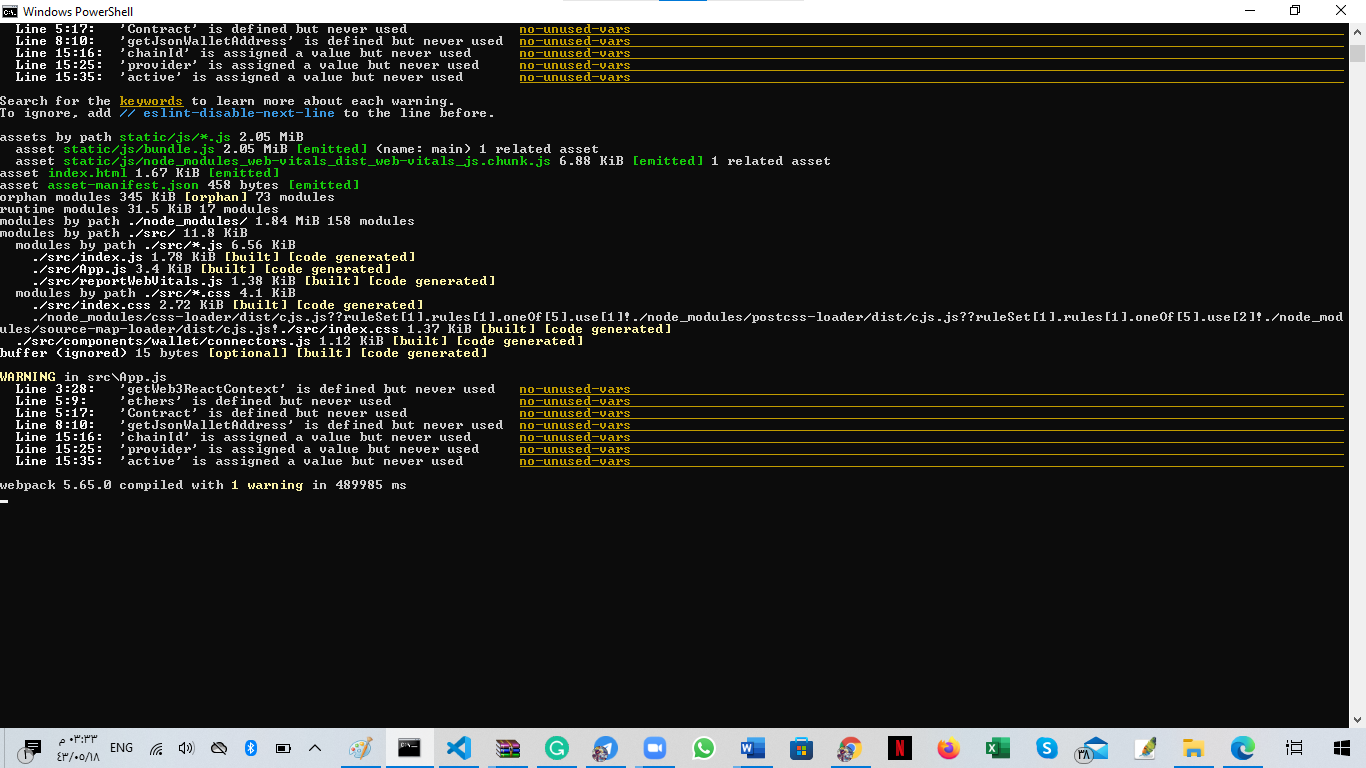 Windows PowerShell
Line 5:17: 'Contract' is defined but never used no-unused-vars
Line 8:10: 'getJsonWalletAddress' is defined but never used no-unused-vars
Line 15:16: 'chainId' is assigned a value but never used no-unused-vars
Line 15:25: 'provider' is assigned a value but never used no-unused-vars
Line 15:35: 'active' is assigned a value but never used no-unused-vars
Search for the keywords to learn more about each warning.
To ignore, add // eslint-disable-next-line to the line before.
assets by path static/js/*.js 2.05 MiB
asset static/js/bundle.js 2.05 MiB [emitted] (name: main) 1 related asset
asset static/js/node_modules_web-vitals_dist_web-vitals_js.chunk.js 6.88 KiB [emitted] 1 related asset
asset index.html 1.67 KiB [emitted]
asset asset-manifest.json 458 bytes [emitted]
orphan modules 345 KiB [orphan] 73 modules
runtime modules 31.5 KiB 17 modules
modules by path ./node_modules/ 1.84 MiB 158 modules
modules by path ./src/ 11.8 KiB
modules by path ./src/*.js 6.56 KiB
./src/index.js 1.78 KiB [built] [code generated]
./src/App.js 3.4 KiB [built] [code generated]
./src/reportWebVitals.js 1.38 KiB [built] [code generated]
modules by path ./src/*.css 4.1 KiB
./src/index.css 2.72 KiB [built] [code generated]
./node_modules/css-loader/dist/cjs.js??ruleSet[1].rules[1].oneOf[5].use[1]!./node_modules/postcss-loader/dist/cjs.js??ruleSet[1].rules[1].oneOf[5].use[2]!./node_mod
ules/source-map-loader/dist/cjs.js!./src/index.css 1.37 KiB [built] [code generated]
./src/components/wallet/connectors.js 1.12 KiB [built] [code generated]
buffer (ignored) 15 bytes [optional] [built] [code generated]
WARNING in src\App.js
Line 3:28: 'getWeb3ReactContext' is defined but never used no-unused-vars
Line 5:9: 'ethers' is defined but never used no-unused-vars
Line 5:17: 'Contract' is defined but never used no-unused-vars
Line 8:10: 'getJsonWalletAddress' is defined but never used no-unused-vars
Line 15:16: 'chainId' is assigned a value but never used no-unused-vars
Line 15:25: 'provider' is assigned a value but never used no-unused-vars
Line 15:35: 'active' is assigned a value but never used no-unused-vars
webpack 5.65.0 compiled with 1 warning in 489985 ms
٠٣:٣٣ م
ENG
٤٣/٠٥/١٨
١
٣٨